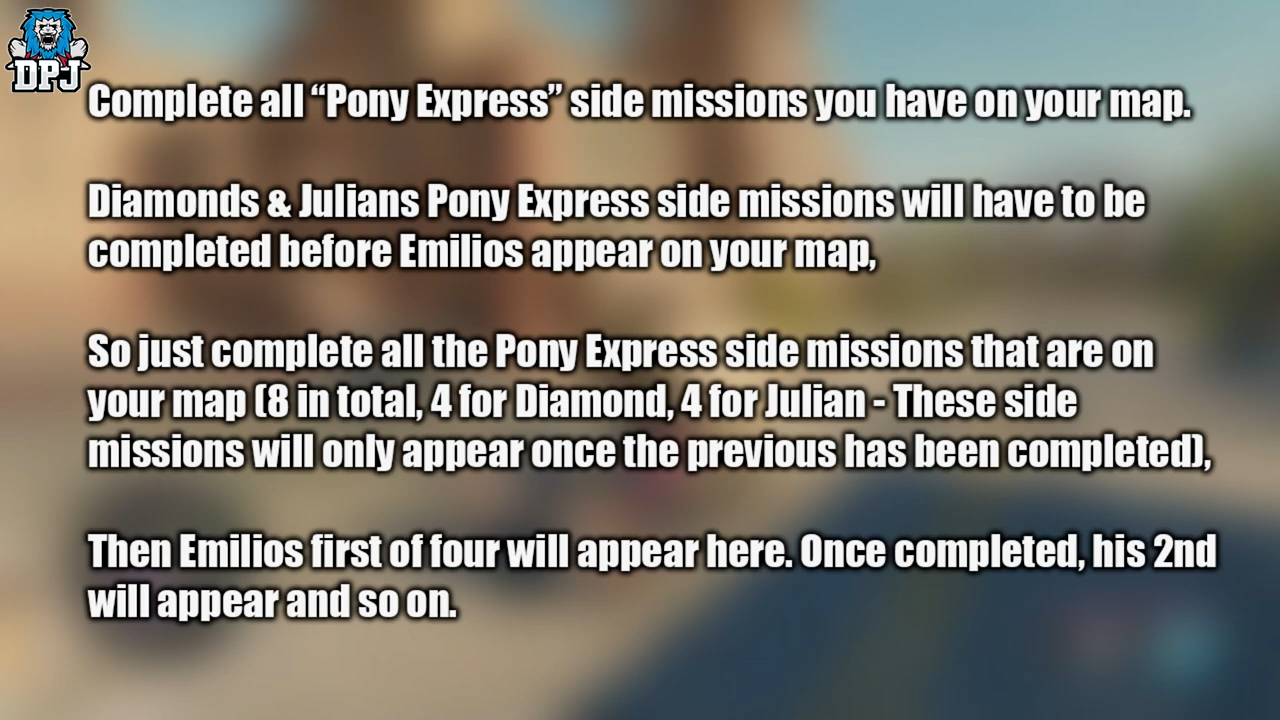 DPJ
Complete all “Pony Express” side missions you have on your map.
Diamonds & Julians Pony Express side missions will have to be
completed before Emilios appear on your map,
So just complete all the Pony Express side missions that are on
your map (8 in total, 4 for Diamond, 4 for Julian - These side
missions will only appear once the previous has been completed),
Then Emilios first of four will appear here. Once completed, his 2nd
will appear and so on.